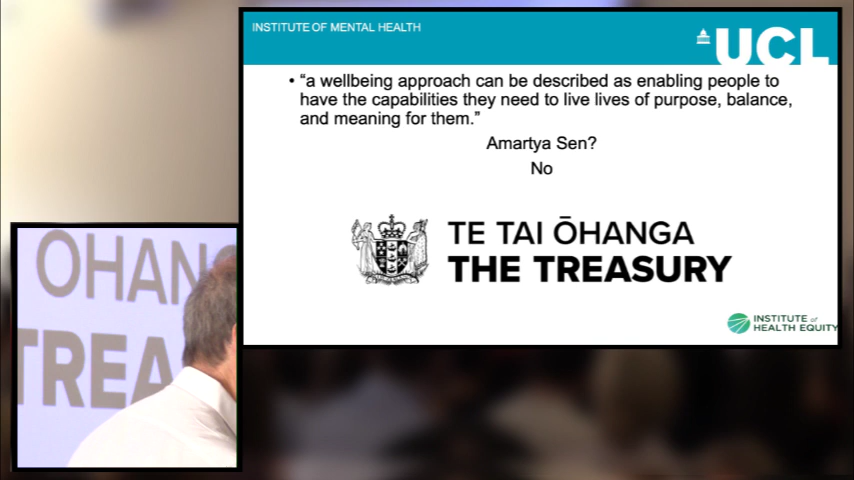 INSTITUTE OF MENTAL HEALTH
UCL
• “a wellbeing approach can be described as enabling people to
have the capabilities they need to live lives of purpose, balance,
and meaning for them.”
Amartya Sen?
No
TE TAI ŌHANGA
THE TREASURY
INSTITUTE of
HEALTH EQUITY
OHAN
TREA